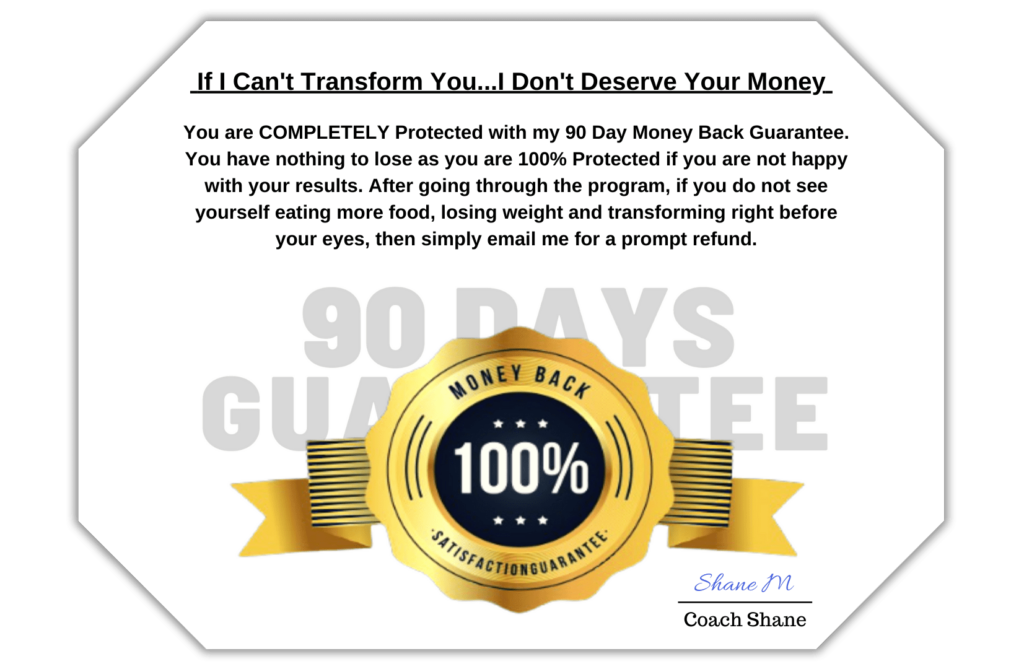 If I Can't Transform You...I Don't Deserve Your Money
You are COMPLETELY Protected with my 90 Day Money Back Guarantee.
You have nothing to lose as you are 100% Protected if you are not happy
with your results. After going through the program, if you do not see
yourself eating more food, losing weight and transforming right before
your eyes, then simply email me for a prompt refund.
90 DAYS
GUARANTEE
MONEY BACK
100%
·SATISFACTIONGUARANTEE·
Shane M
Coach Shane